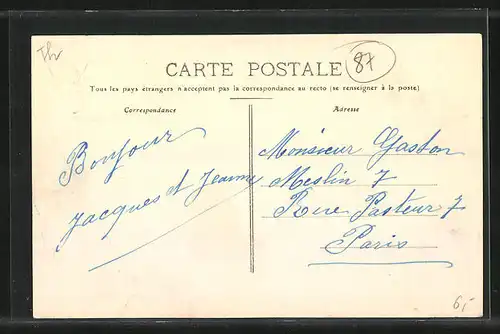 Thv
87
CARTE POSTALE
Tous les pays étrangers n'acceptent pas la correspondance au recto (se renseigner à la poste)
Correspondance
Adresse
Bonjour
Jacques et Jeanne
Monsieur Gaston
Meslin 7
Rue Pasteur 7
Paris
6,-